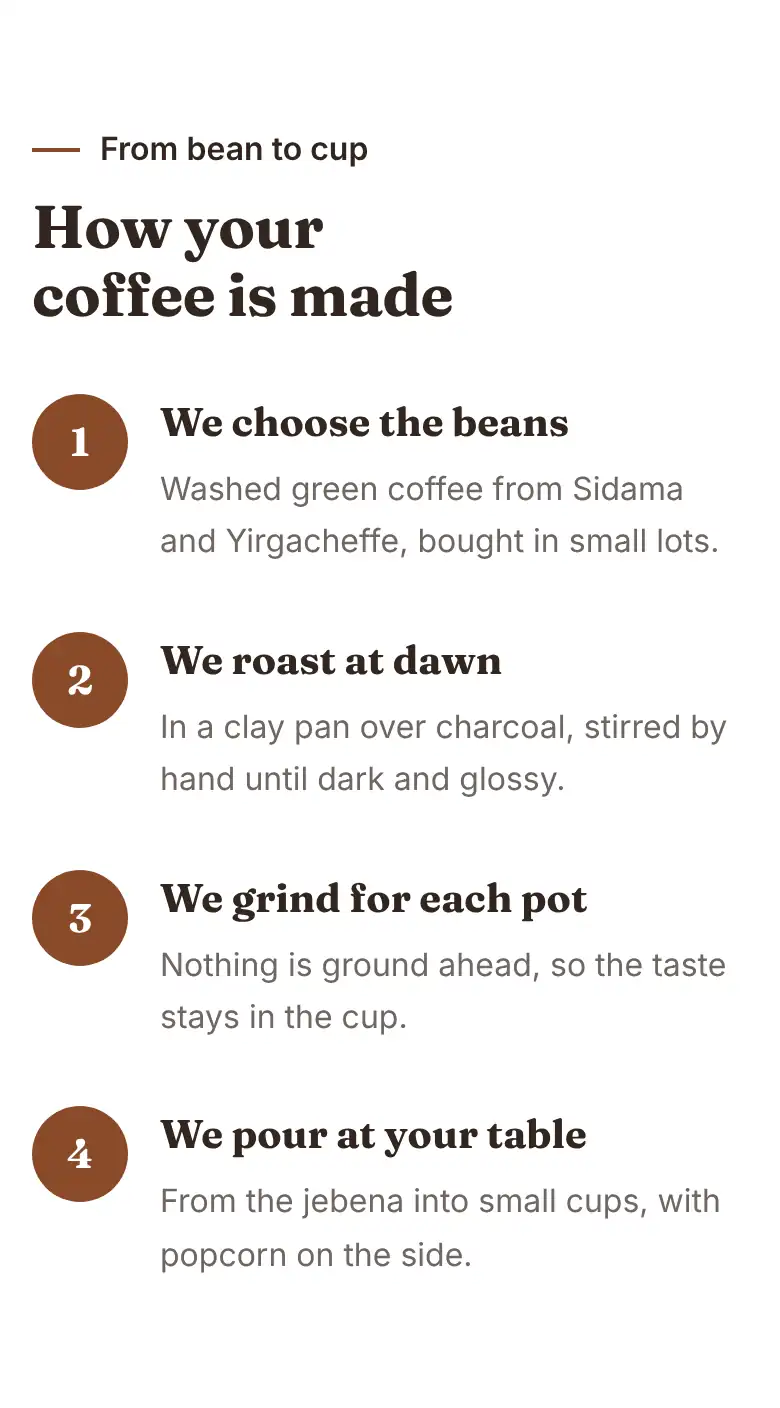 From bean to cup
How your
coffee is made
1
We choose the beans
Washed green coffee from Sidama
and Yirgacheffe, bought in small lots.
2
We roast at dawn
In a clay pan over charcoal, stirred by
hand until dark and glossy.
3
We grind for each pot
Nothing is ground ahead, so the taste
stays in the cup.
4
We pour at your table
From the jebena into small cups, with
popcorn on the side.